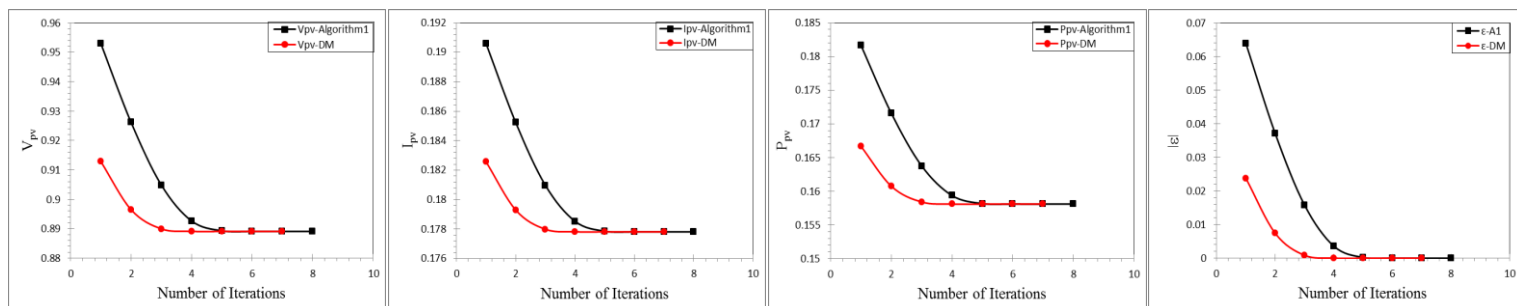 0.96
0.95
0.94
0.93
0.92
0.91
0.9
0.89
0.88
Vpv
0 2 4 6 8 10
Number of Iterations
Vpv-Algorithm1
Vpv-DM
0.192
0.19
0.188
0.186
0.184
0.182
0.18
0.178
0.176
Ipv
0 2 4 6 8 10
Number of Iterations
Ipv-Algorithm1
Ipv-DM
0.185
0.18
0.175
0.17
0.165
0.16
0.155
0.15
Ppv
0 2 4 6 8 10
Number of Iterations
Ppv-Algorithm1
Ppv-DM
0.07
0.06
0.05
0.04
0.03
0.02
0.01
0
|ε|
0 2 4 6 8 10
Number of Iterations
ε-A1
ε-DM